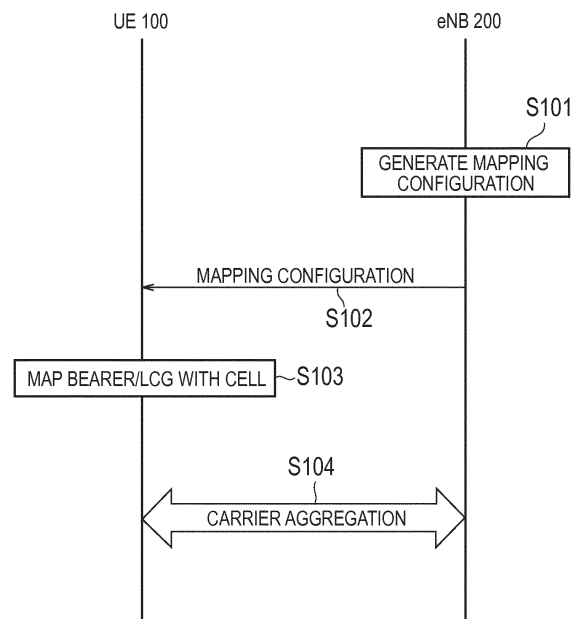 UE 100
eNB 200
S101
GENERATE MAPPING
CONFIGURATION
MAPPING CONFIGURATION
S102
MAP BEARER/LCG WITH CELL
S103
S104
CARRIER AGGREGATION